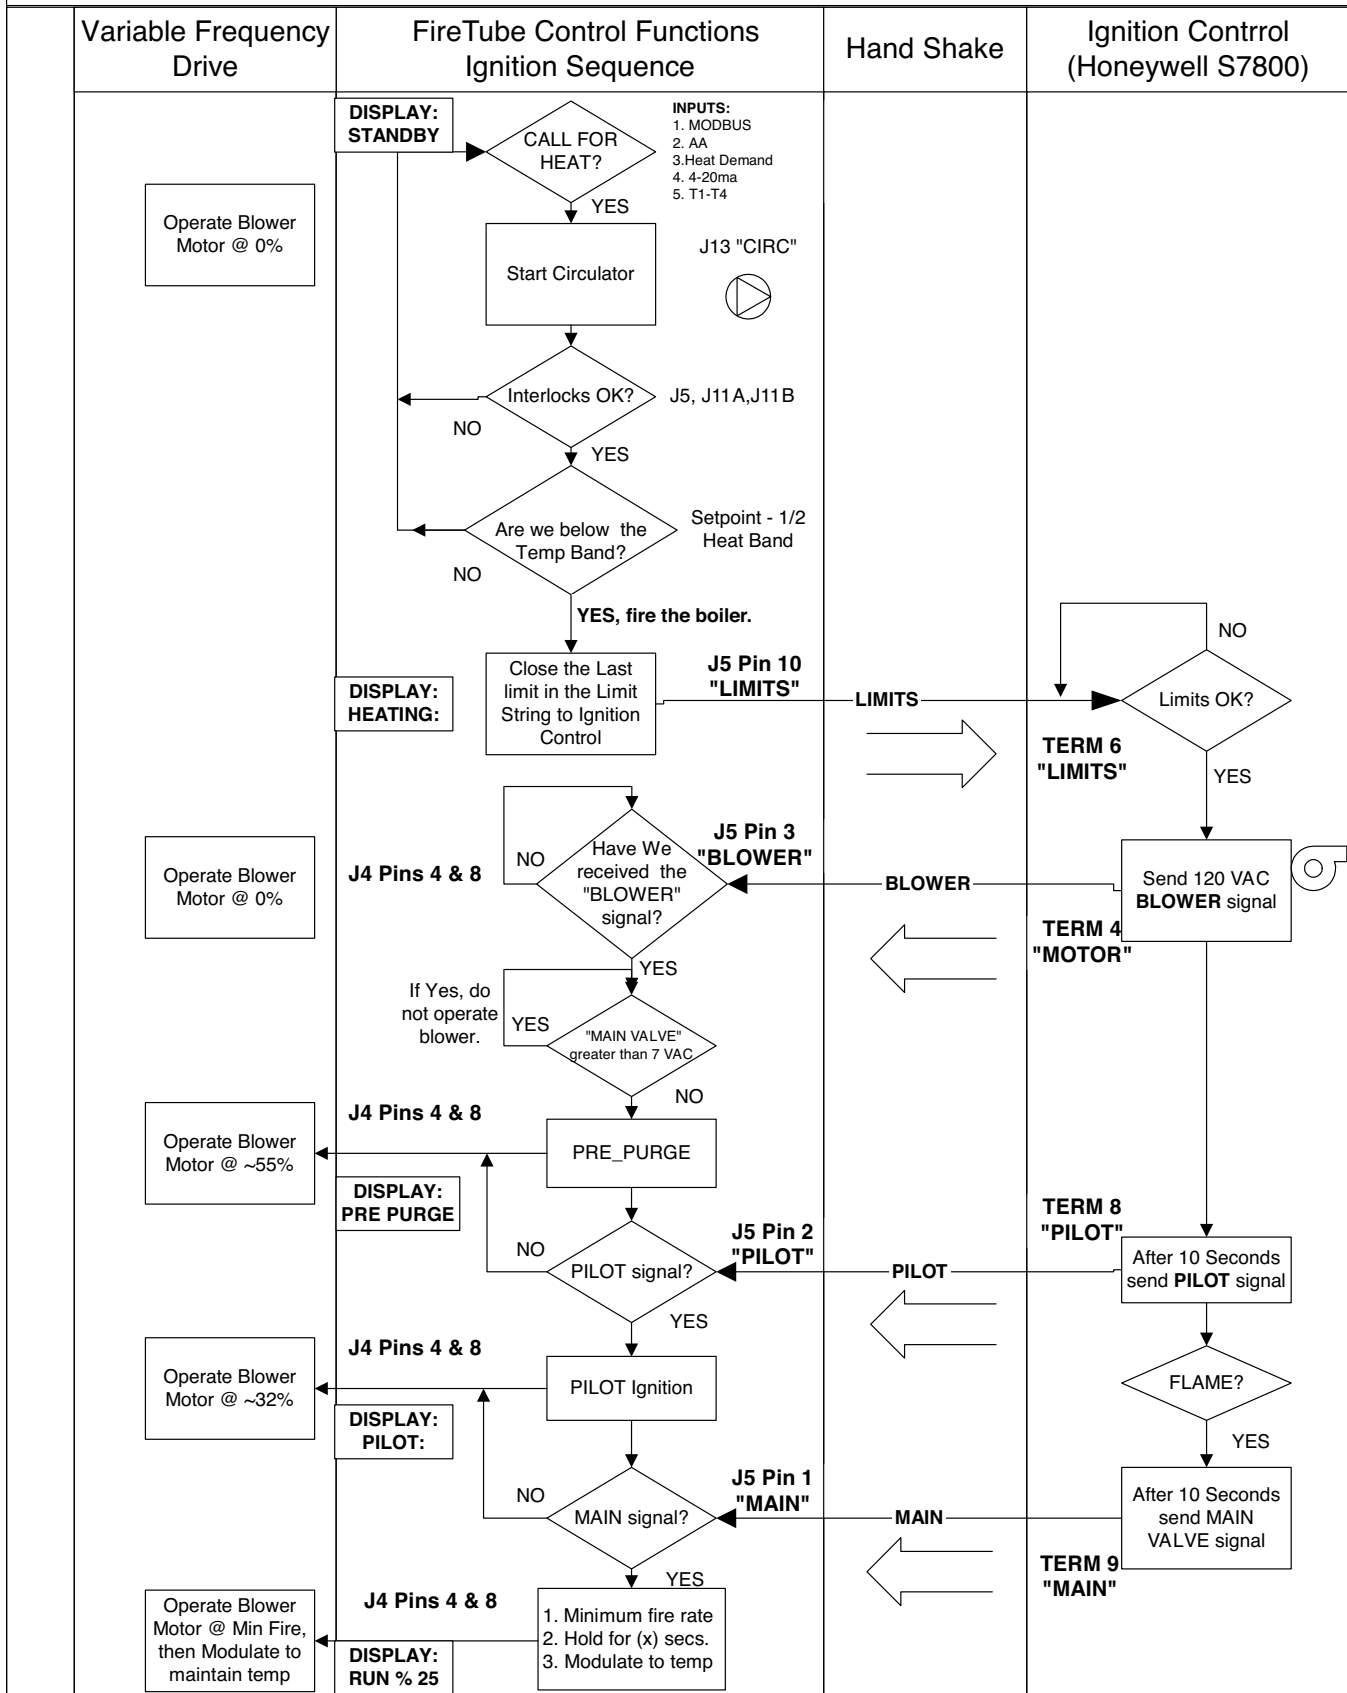 Variable Frequency
Drive
FireTube Control Functions
Ignition Sequence
Hand Shake
Ignition Contrrol
(Honeywell S7800)
DISPLAY:
STANDBY
CALL FOR
HEAT?
INPUTS:
1. MODBUS
2. AA
3.Heat Demand
4. 4-20ma
5. T1-T4
YES
Operate Blower
Motor @ 0%
Start Circulator
J13 "CIRC"
Interlocks OK?
J5, J11A,J11B
NO
YES
Are we below the
Temp Band?
Setpoint - 1/2
Heat Band
NO
YES, fire the boiler.
NO
DISPLAY:
HEATING:
Close the Last
limit in the Limit
String to Ignition
Control
J5 Pin 10
"LIMITS"
LIMITS
Limits OK?
TERM 6
"LIMITS"
YES
Operate Blower
Motor @ 0%
J4 Pins 4 & 8
NO
Have We
received the
"BLOWER"
signal?
J5 Pin 3
"BLOWER"
BLOWER
Send 120 VAC
BLOWER signal
TERM 4
"MOTOR"
YES
If Yes, do
not operate
blower.
YES
"MAIN VALVE"
greater than 7 VAC
NO
J4 Pins 4 & 8
Operate Blower
Motor @ ~55%
PRE_PURGE
DISPLAY:
PRE PURGE
NO
PILOT signal?
J5 Pin 2
"PILOT"
PILOT
TERM 8
"PILOT"
After 10 Seconds
send PILOT signal
YES
J4 Pins 4 & 8
Operate Blower
Motor @ ~32%
PILOT Ignition
FLAME?
DISPLAY:
PILOT:
YES
NO
MAIN signal?
J5 Pin 1
"MAIN"
MAIN
After 10 Seconds
send MAIN
VALVE signal
TERM 9
"MAIN"
YES
J4 Pins 4 & 8
Operate Blower
Motor @ Min Fire,
then Modulate to
maintain temp
1. Minimum fire rate
2. Hold for (x) secs.
3. Modulate to temp
DISPLAY:
RUN % 25